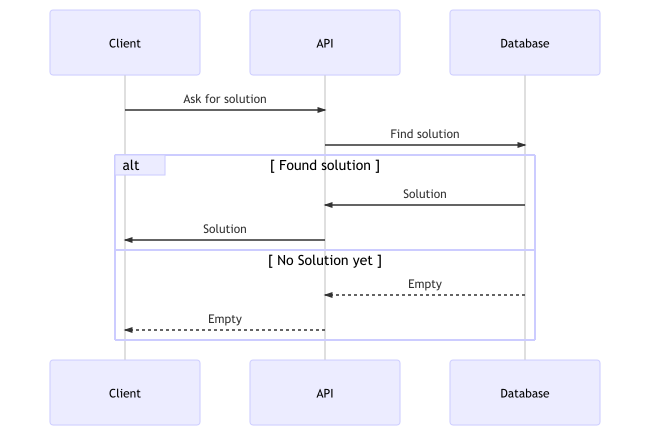 Client
API
Database
Ask for solution
Find solution
alt
[ Found solution ]
Solution
Solution
[ No Solution yet ]
Empty
Empty
Client
API
Database